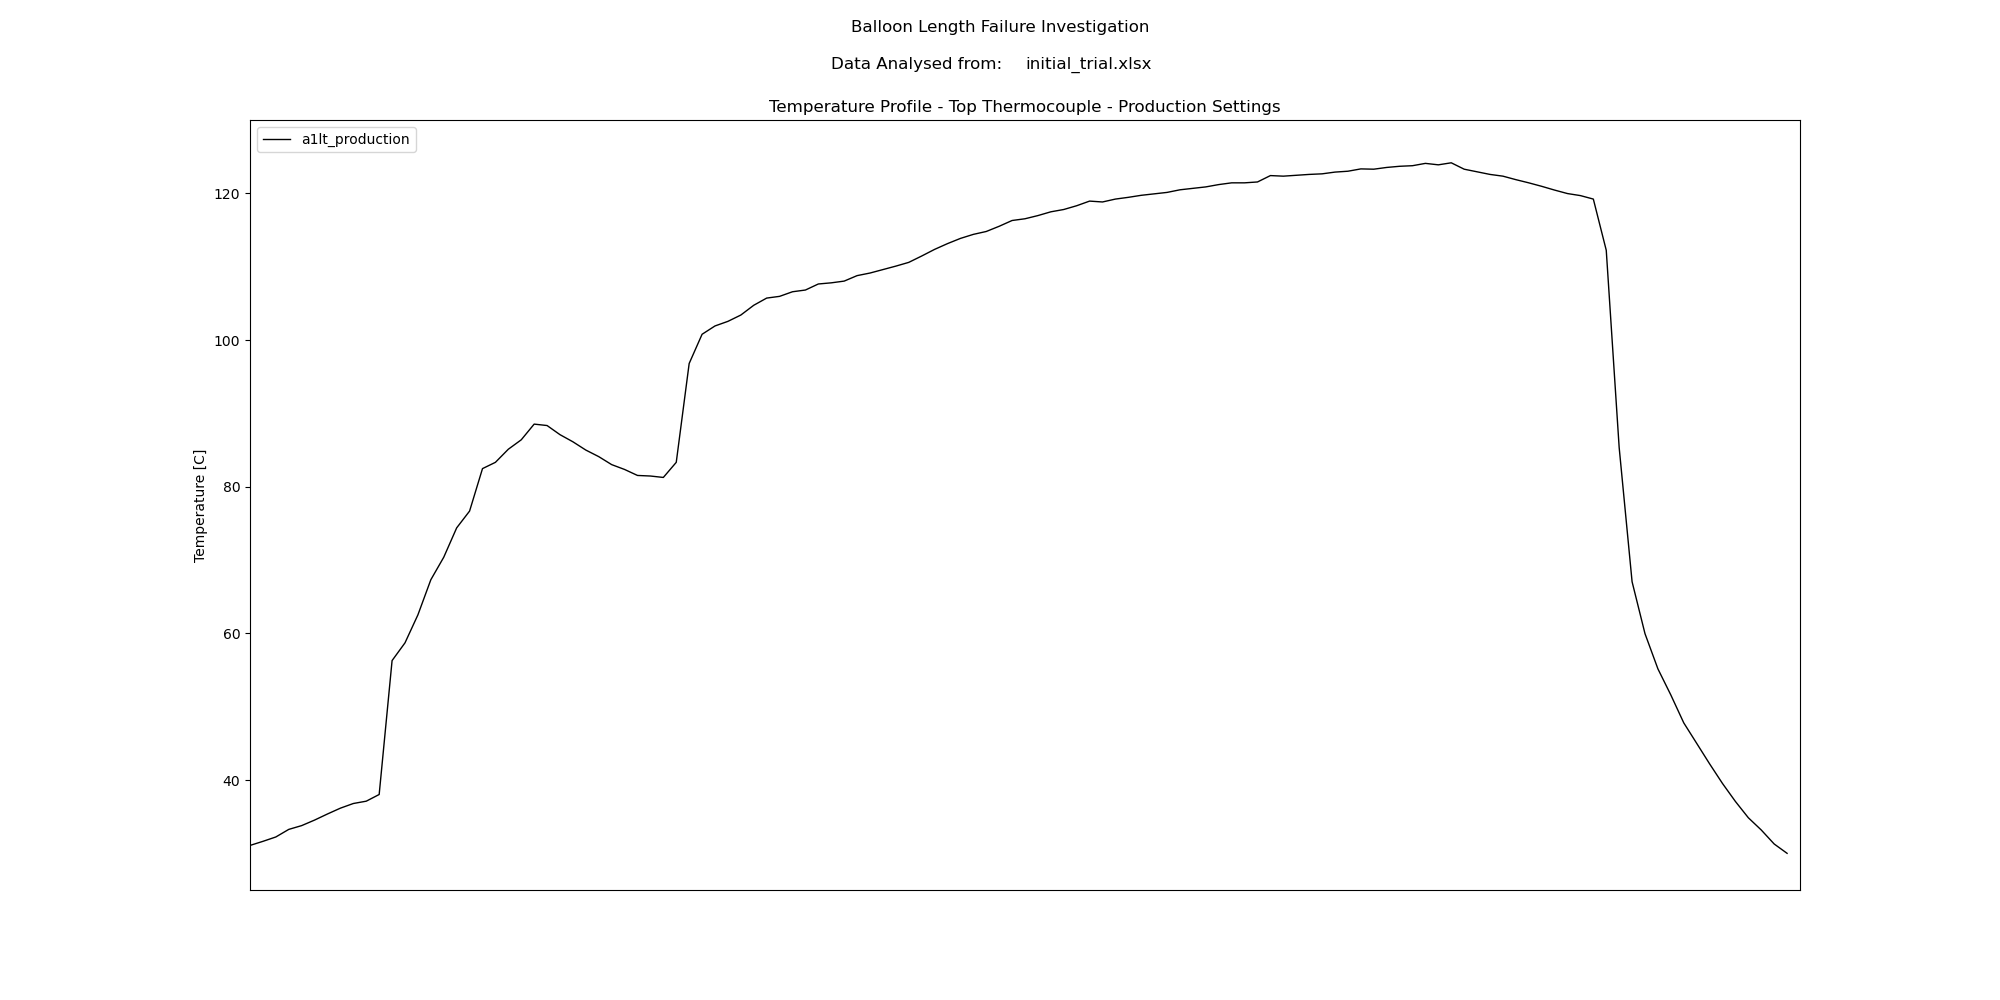 Balloon Length Failure Investigation
Data Analysed from: initial_trial.xlsx
Temperature Profile - Top Thermocouple - Production Settings
a1lt_production
120
100
80
60
40
Temperature [C]